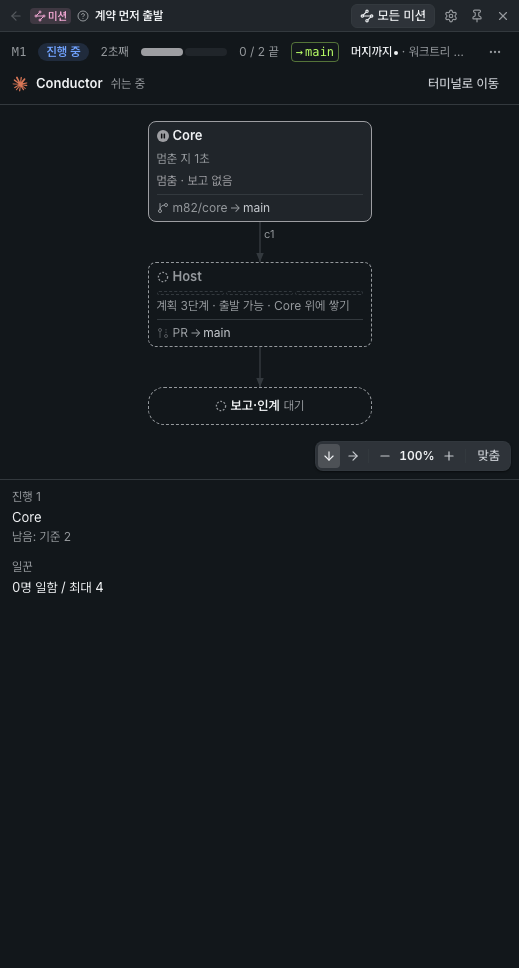 미션 계약 먼저 출발 모든 미션
M1 진행 중 2초째 0 / 2 끝 →main 머지까지• · 워크트리 ... ...
Conductor 쉬는 중 터미널로 이동
Core
멈춘 지 1초
멈춤 · 보고 없음
m82/core → main
c1
Host
계획 3단계 · 출발 가능 · Core 위에 쌓기
PR → main
보고·인계 대기
100% 맞춤
진행 1
Core
남음: 기준 2
일꾼
0명 일함 / 최대 4